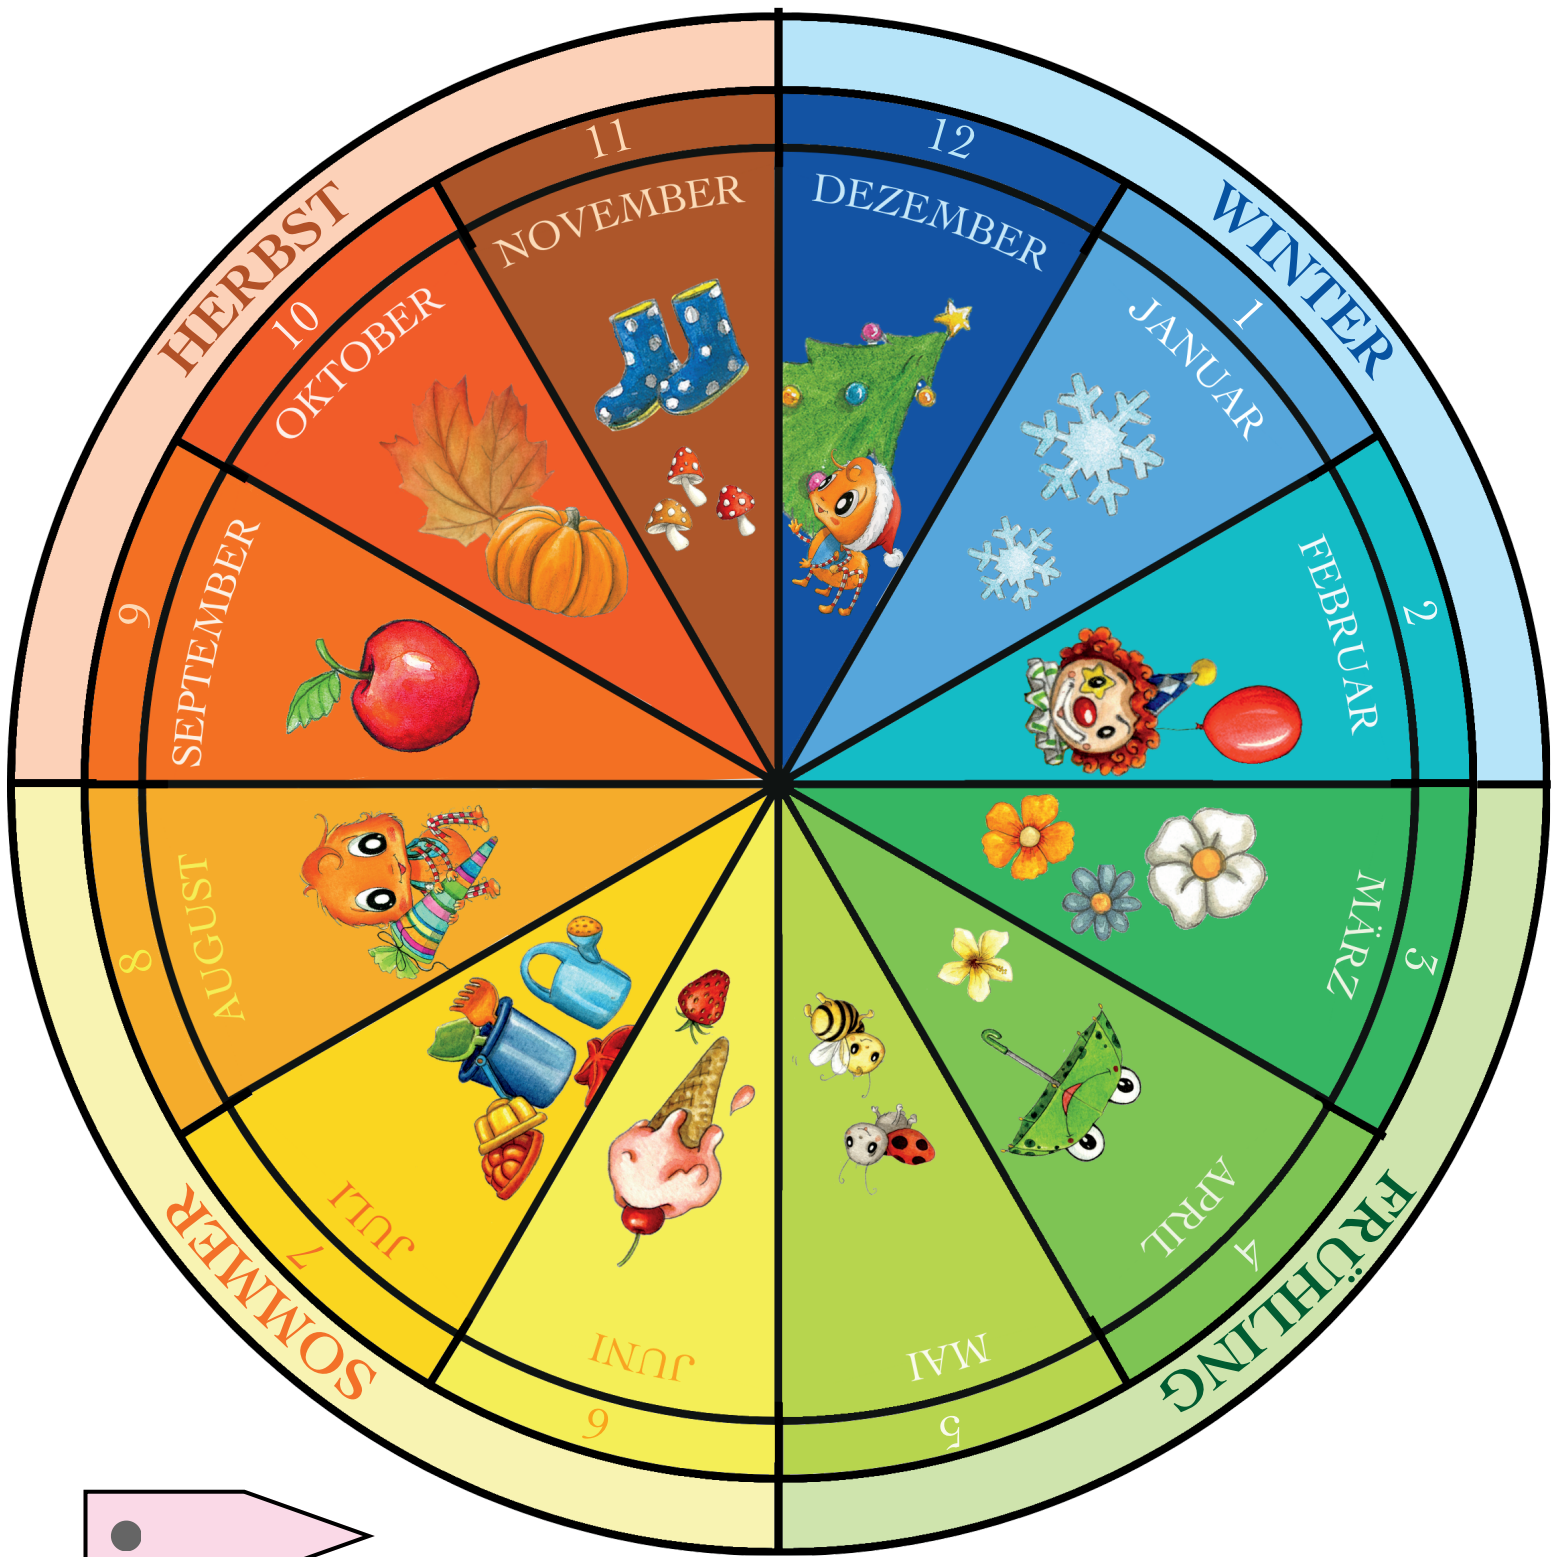 WINTER
12
DEZEMBER
1
JANUAR
2
FEBRUAR
FRÜHLING
3
MÄRZ
4
APRIL
5
MAI
SOMMER
6
JUNI
7
JULI
8
AUGUST
HERBST
9
SEPTEMBER
10
OKTOBER
11
NOVEMBER